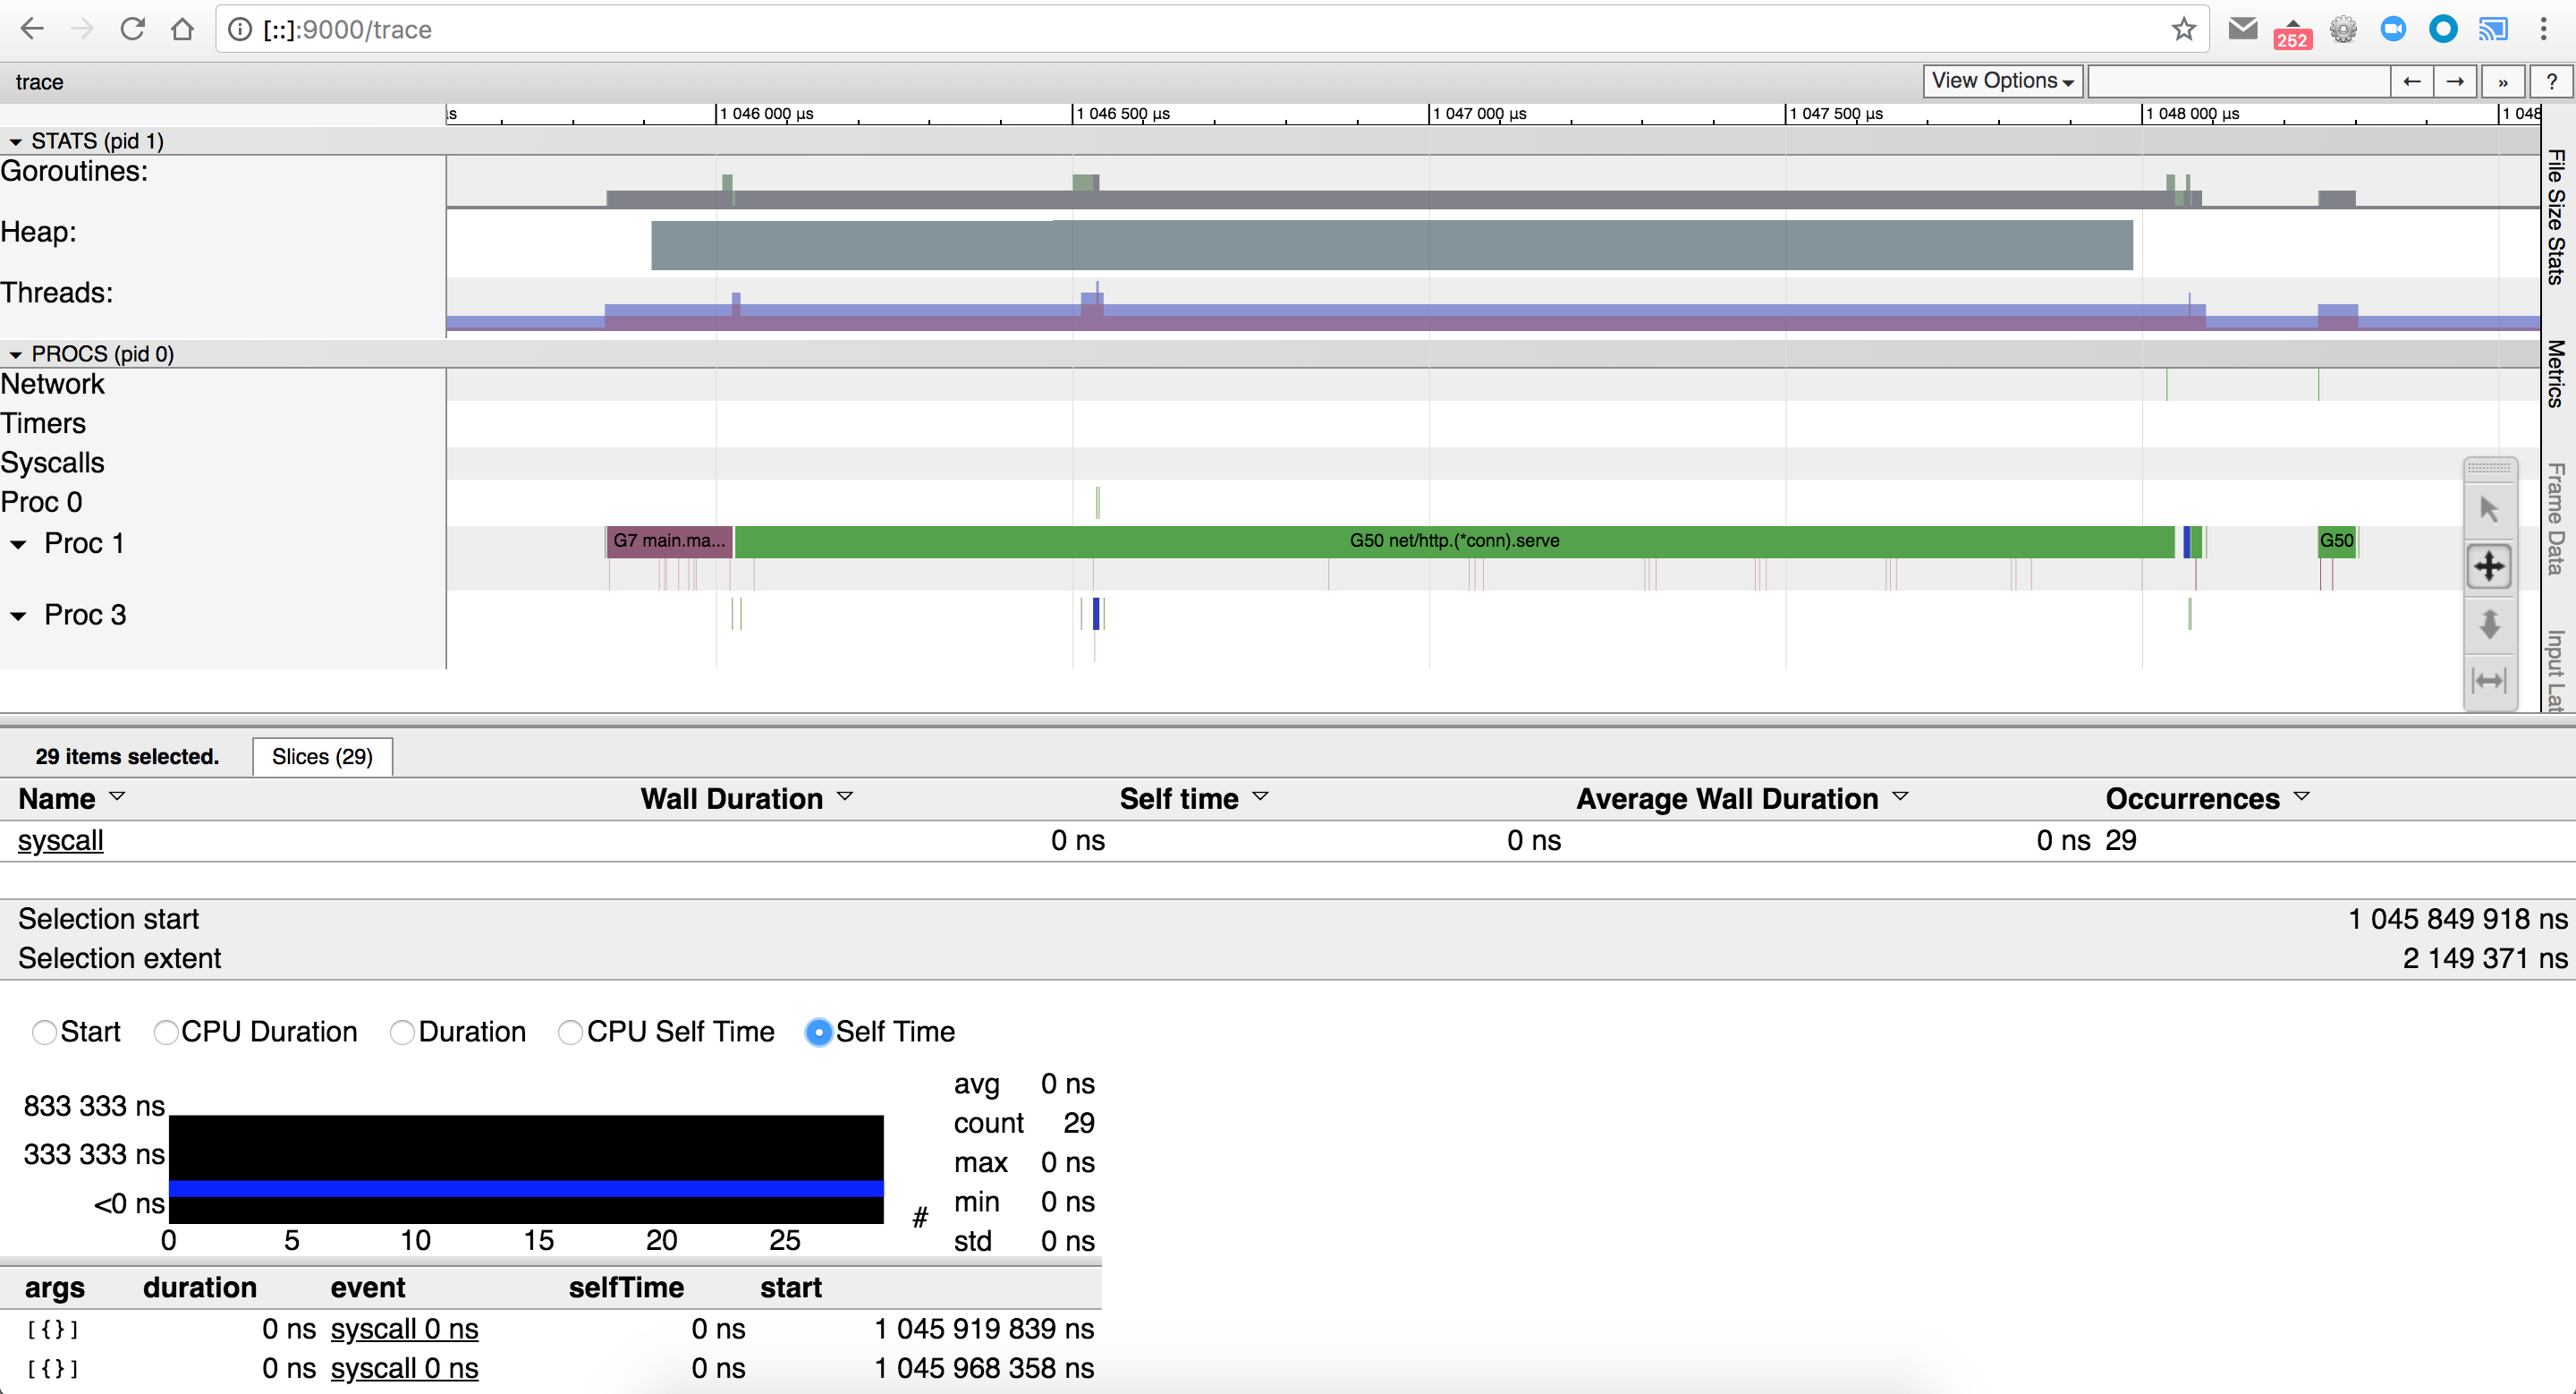 [::]:9000/trace
252
trace
View Options
← → » ?
1 046 000 µs 1 046 500 µs 1 047 000 µs 1 047 500 µs 1 048 000 µs 1 048
STATS (pid 1)
Goroutines:
Heap:
Threads:
PROCS (pid 0)
Network
Timers
Syscalls
Proc 0
Proc 1
G7 main.ma... G50 net/http.(*conn).serve G50
Proc 3
File Size Stats
Metrics
Frame Data
Input Lat
29 items selected. Slices (29)
Name Wall Duration Self time Average Wall Duration Occurrences
syscall 0 ns 0 ns 0 ns 29
Selection start 1 045 849 918 ns
Selection extent 2 149 371 ns
Start CPU Duration Duration CPU Self Time Self Time
833 333 ns
333 333 ns
<0 ns
0 5 10 15 20 25
#
avg 0 ns
count 29
max 0 ns
min 0 ns
std 0 ns
args duration event selfTime start
[{}] 0 ns syscall 0 ns 0 ns 1 045 919 839 ns
[{}] 0 ns syscall 0 ns 0 ns 1 045 968 358 ns